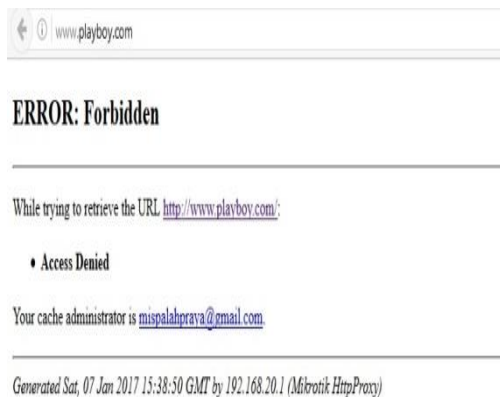 www.playboy.com
ERROR: Forbidden
While trying to retrieve the URL http://www.playboy.com/:
• Access Denied
Your cache administrator is mispalahpraya@gmail.com.
Generated Sat, 07 Jan 2017 15:38:50 GMT by 192.168.20.1 (Mikrotik HttpProxy)